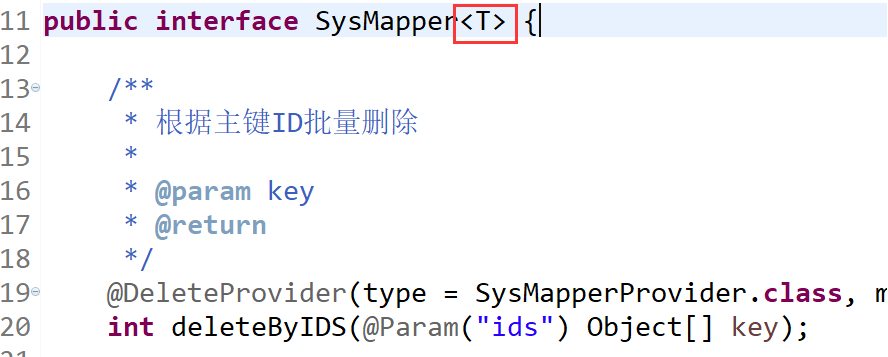 11 public interface SysMapper<T> {
12
13 /**
14 * 根据主键ID批量删除
15 *
16 * @param key
17 * @return
18 */
19 @DeleteProvider(type = SysMapperProvider.class, m
20 int deleteByIDS(@Param("ids") Object[] key);